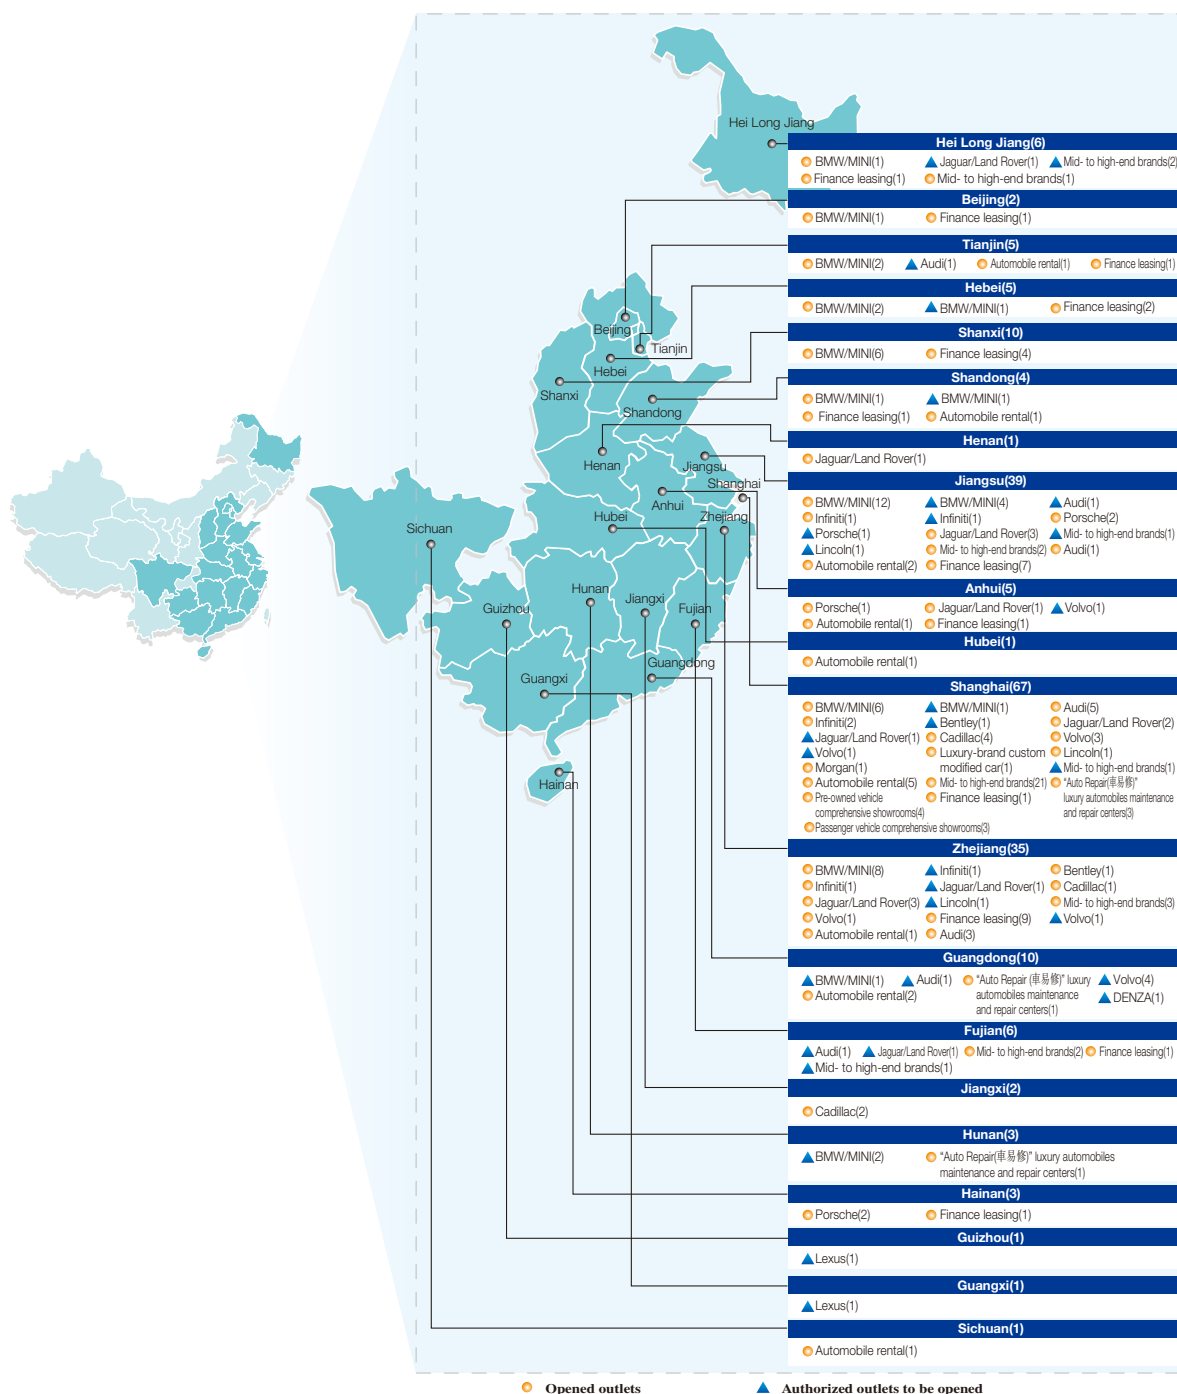 Hei Long Jiang
Beijing
Tianjin
Hebei
Shanxi
Shandong
Henan
Jiangsu
Shanghai
Anhui
Hubei
Zhejiang
Sichuan
Hunan
Jiangxi
Fujian
Guizhou
Guangdong
Guangxi
Hainan
Hei Long Jiang(6)
BMW/MINI(1) Jaguar/Land Rover(1) Mid- to high-end brands(2)
Finance leasing(1) Mid- to high-end brands(1)
Beijing(2)
BMW/MINI(1) Finance leasing(1)
Tianjin(5)
BMW/MINI(2) Audi(1) Automobile rental(1) Finance leasing(1)
Hebei(5)
BMW/MINI(2) BMW/MINI(1) Finance leasing(2)
Shanxi(10)
BMW/MINI(6) Finance leasing(4)
Shandong(4)
BMW/MINI(1) BMW/MINI(1)
Finance leasing(1) Automobile rental(1)
Henan(1)
Jaguar/Land Rover(1)
Jiangsu(39)
BMW/MINI(12) BMW/MINI(4) Audi(1)
Infiniti(1) Infiniti(1) Porsche(2)
Porsche(1) Jaguar/Land Rover(3) Mid- to high-end brands(1)
Lincoln(1) Mid- to high-end brands(2) Audi(1)
Automobile rental(2) Finance leasing(7)
Anhui(5)
Porsche(1) Jaguar/Land Rover(1) Volvo(1)
Automobile rental(1) Finance leasing(1)
Hubei(1)
Automobile rental(1)
Shanghai(67)
BMW/MINI(6) BMW/MINI(1) Audi(5)
Infiniti(2) Bentley(1) Jaguar/Land Rover(2)
Jaguar/Land Rover(1) Cadillac(4) Volvo(3)
Volvo(1) Luxury-brand custom Lincoln(1)
Morgan(1) modified car(1) Mid- to high-end brands(1)
Automobile rental(5) Mid- to high-end brands(21) "Auto Repair(車易修)"
Pre-owned vehicle Finance leasing(1) luxury automobiles maintenance
comprehensive showrooms(4) and repair centers(3)
Passenger vehicle comprehensive showrooms(3)
Zhejiang(35)
BMW/MINI(8) Infiniti(1) Bentley(1)
Infiniti(1) Jaguar/Land Rover(1) Cadillac(1)
Jaguar/Land Rover(3) Lincoln(1) Mid- to high-end brands(3)
Volvo(1) Finance leasing(9) Volvo(1)
Automobile rental(1) Audi(3)
Guangdong(10)
BMW/MINI(1) Audi(1) "Auto Repair (車易修)" luxury Volvo(4)
Automobile rental(2) automobiles maintenance DENZA(1)
and repair centers(1)
Fujian(6)
Audi(1) Jaguar/Land Rover(1) Mid- to high-end brands(2) Finance leasing(1)
Mid- to high-end brands(1)
Jiangxi(2)
Cadillac(2)
Hunan(3)
BMW/MINI(2) "Auto Repair(車易修)" luxury automobiles
maintenance and repair centers(1)
Hainan(3)
Porsche(2) Finance leasing(1)
Guizhou(1)
Lexus(1)
Guangxi(1)
Lexus(1)
Sichuan(1)
Automobile rental(1)
Opened outlets Authorized outlets to be opened